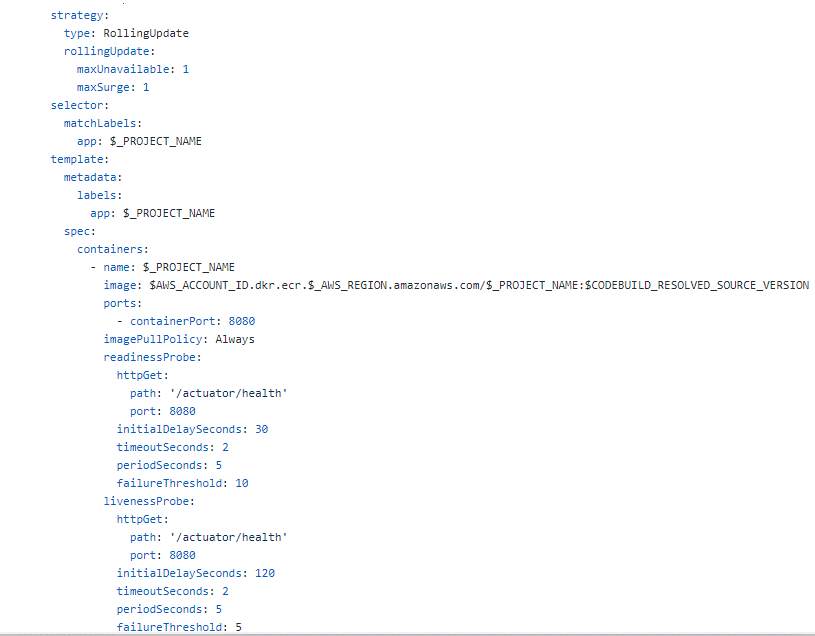 strategy:
type: RollingUpdate
rollingUpdate:
maxUnavailable: 1
maxSurge: 1
selector:
matchLabels:
app: $_PROJECT_NAME
template:
metadata:
labels:
app: $_PROJECT_NAME
spec:
containers:
- name: $_PROJECT_NAME
image: $AWS_ACCOUNT_ID.dkr.ecr.$_AWS_REGION.amazonaws.com/$_PROJECT_NAME:$CODEBUILD_RESOLVED_SOURCE_VERSION
ports:
- containerPort: 8080
imagePullPolicy: Always
readinessProbe:
httpGet:
path: '/actuator/health'
port: 8080
initialDelaySeconds: 30
timeoutSeconds: 2
periodSeconds: 5
failureThreshold: 10
livenessProbe:
httpGet:
path: '/actuator/health'
port: 8080
initialDelaySeconds: 120
timeoutSeconds: 2
periodSeconds: 5
failureThreshold: 5